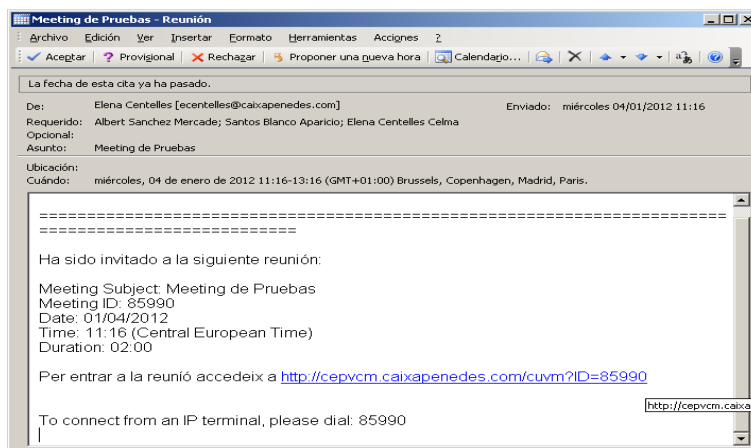 Meeting de Pruebas - Reunión
Archivo Edición Ver Insertar Formato Herramientas Acciones ?
Aceptar ? Provisional Rechazar Proponer una nueva hora Calendario...
La fecha de esta cita ya ha pasado.
De: Elena Centelles [ecentelles@caixapenedes.com] Enviado: miércoles 04/01/2012 11:16
Requerido: Albert Sanchez Mercade; Santos Blanco Aparicio; Elena Centelles Celma
Opcional:
Asunto: Meeting de Pruebas
Ubicación:
Cuándo: miércoles, 04 de enero de 2012 11:16-13:16 (GMT+01:00) Brussels, Copenhagen, Madrid, Paris.
========================================================================
===========================
Ha sido invitado a la siguiente reunión:
Meeting Subject: Meeting de Pruebas
Meeting ID: 85990
Date: 01/04/2012
Time: 11:16 (Central European Time)
Duration: 02:00
Per entrar a la reunió accedeix a http://cepvcm.caixapenedes.com/cuvm?ID=85990
http://cepvcm.caixa
To connect from an IP terminal, please dial: 85990